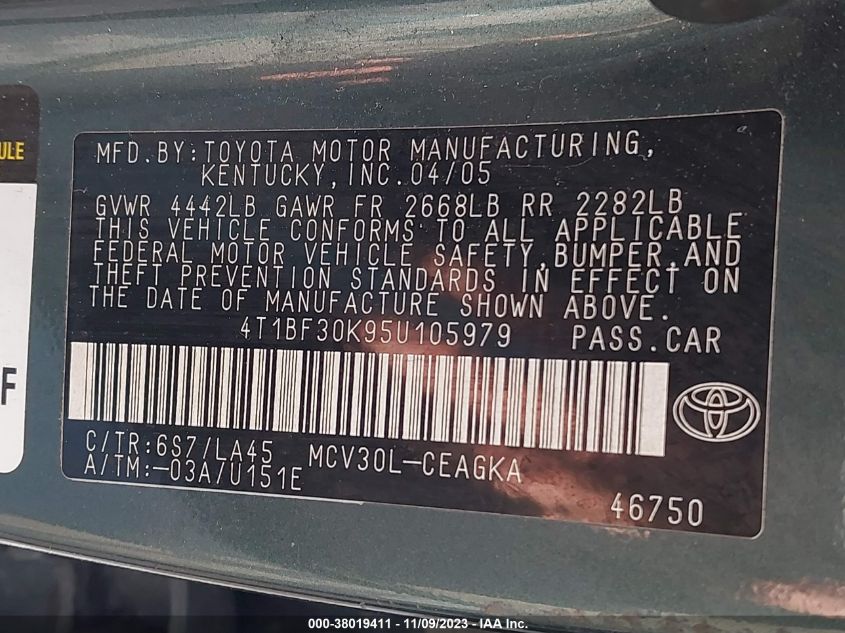 ULE
F
MFD.BY:TOYOTA MOTOR MANUFACTURING,
KENTUCKY,INC.04/05
GVWR 4442LB GAWR FR 2668LB RR 2282LB
THIS VEHICLE CONFORMS TO ALL APPLICABLE
FEDERAL MOTOR VEHICLE SAFETY,BUMPER,AND
THEFT PREVENTION STANDARDS IN EFFECT ON
THE DATE OF MANUFACTURE SHOWN ABOVE.
4T1BF30K95U105979 PASS.CAR
C/TR:6S7/LA45 MCV30L-CEAGKA
A/TM:-03A/U151E
46750
000-38019411 - 11/09/2023 - © IAA Inc.